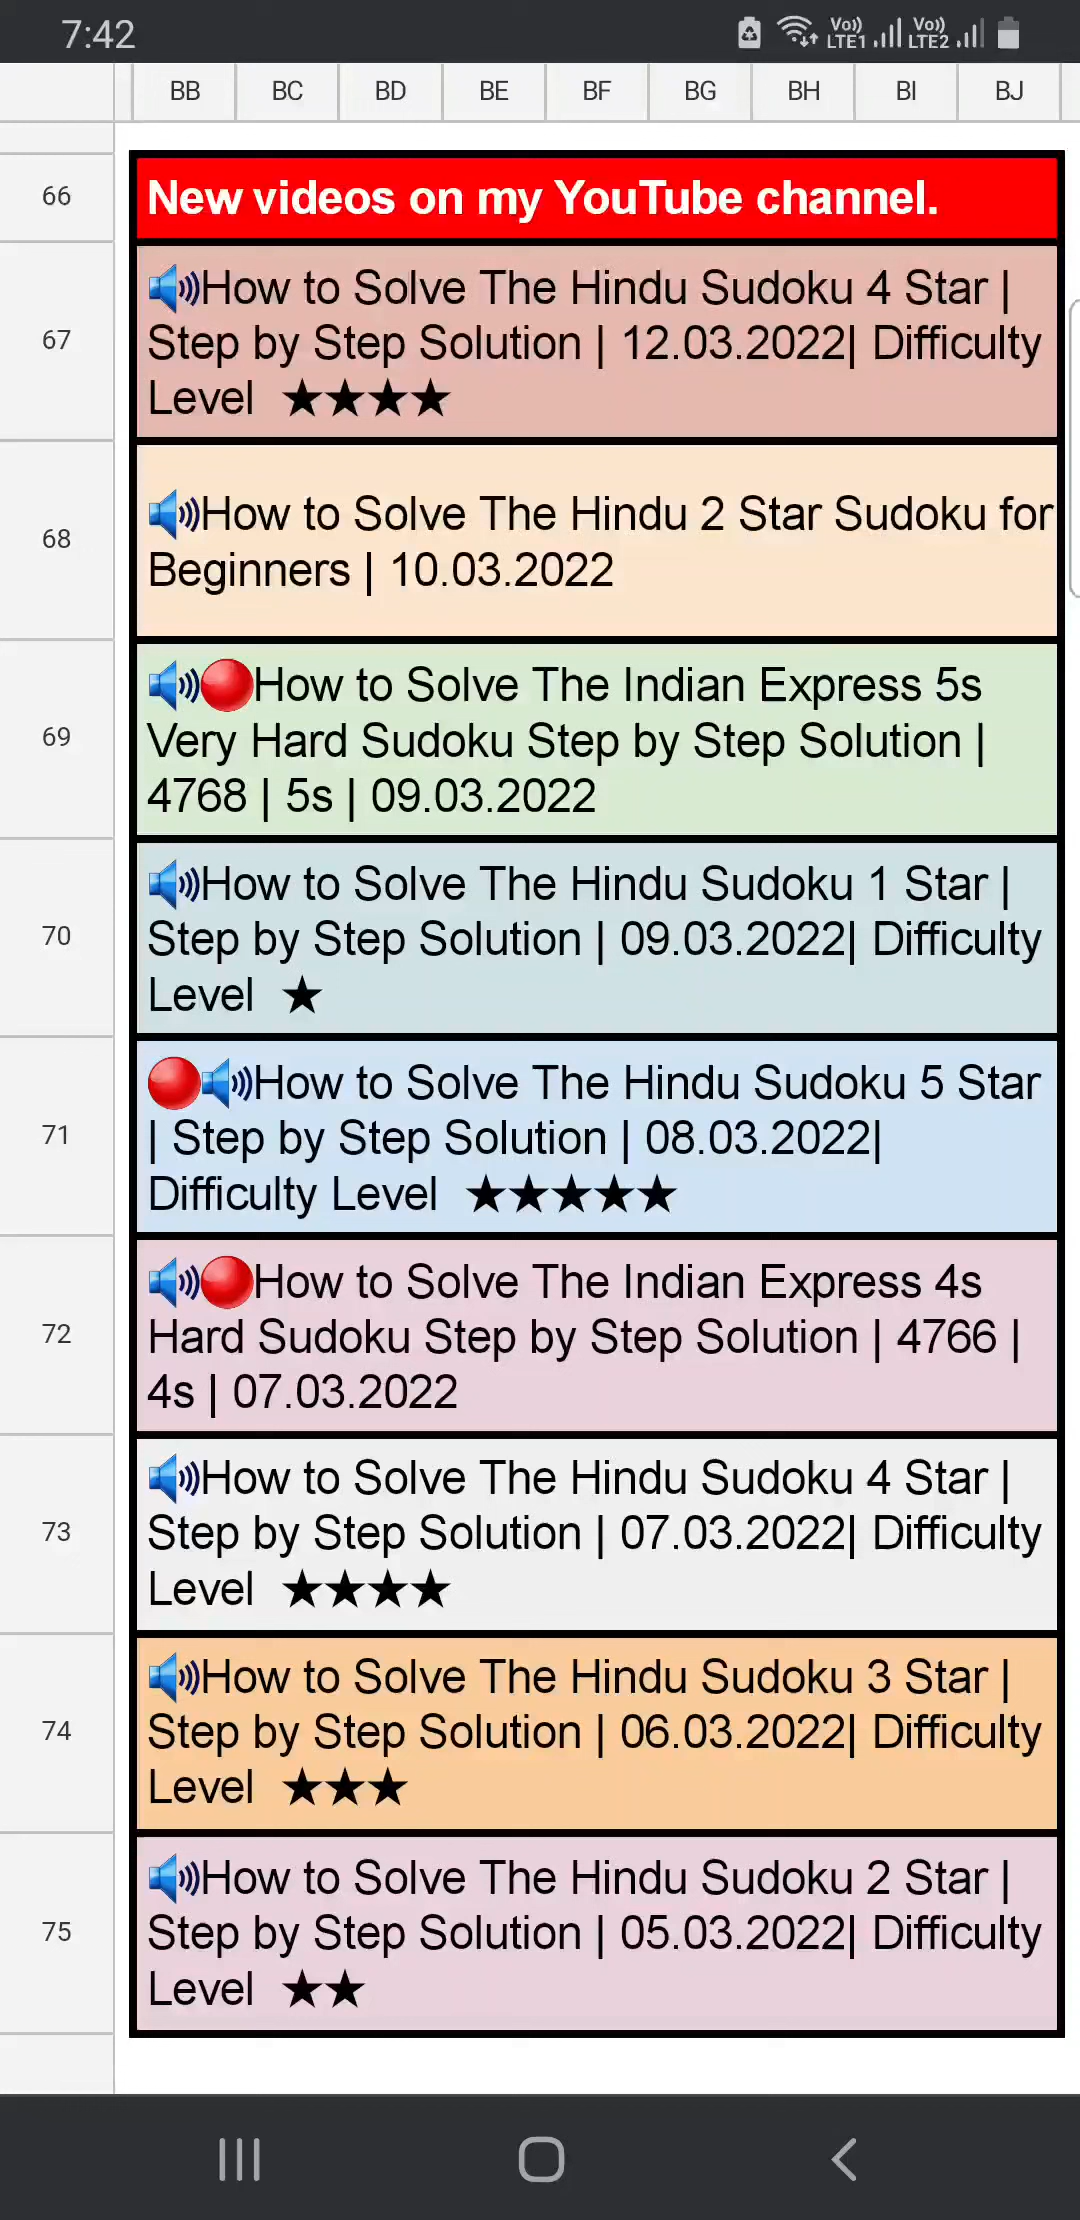 7:42
Vo)) LTE1 Vo)) LTE2
BB BC BD BE BF BG BH BI BJ
66 New videos on my YouTube channel.
67
🔊How to Solve The Hindu Sudoku 4 Star |
Step by Step Solution | 12.03.2022| Difficulty
Level ★★★★
68
🔊How to Solve The Hindu 2 Star Sudoku for
Beginners | 10.03.2022
69
🔊🔴How to Solve The Indian Express 5s
Very Hard Sudoku Step by Step Solution |
4768 | 5s | 09.03.2022
70
🔊How to Solve The Hindu Sudoku 1 Star |
Step by Step Solution | 09.03.2022| Difficulty
Level ★
71
🔴🔊How to Solve The Hindu Sudoku 5 Star
| Step by Step Solution | 08.03.2022|
Difficulty Level ★★★★★
72
🔊🔴How to Solve The Indian Express 4s
Hard Sudoku Step by Step Solution | 4766 |
4s | 07.03.2022
73
🔊How to Solve The Hindu Sudoku 4 Star |
Step by Step Solution | 07.03.2022| Difficulty
Level ★★★★
74
🔊How to Solve The Hindu Sudoku 3 Star |
Step by Step Solution | 06.03.2022| Difficulty
Level ★★★
75
🔊How to Solve The Hindu Sudoku 2 Star |
Step by Step Solution | 05.03.2022| Difficulty
Level ★★